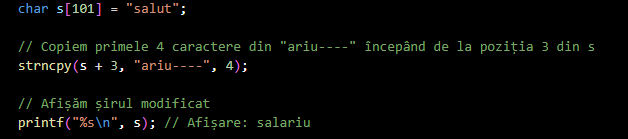 char s[101] = "salut";
// Copiem primele 4 caractere din "ariu----" începând de la poziția 3 din s
strncpy(s + 3, "ariu----", 4);
// Afișăm șirul modificat
printf("%s\n", s); // Afișare: salariu